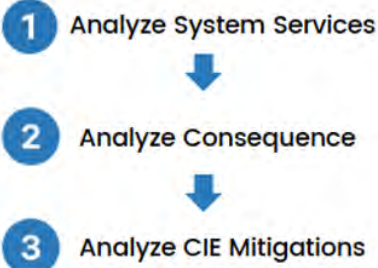 1 Analyze System Services
2 Analyze Consequence
3 Analyze CIE Mitigations